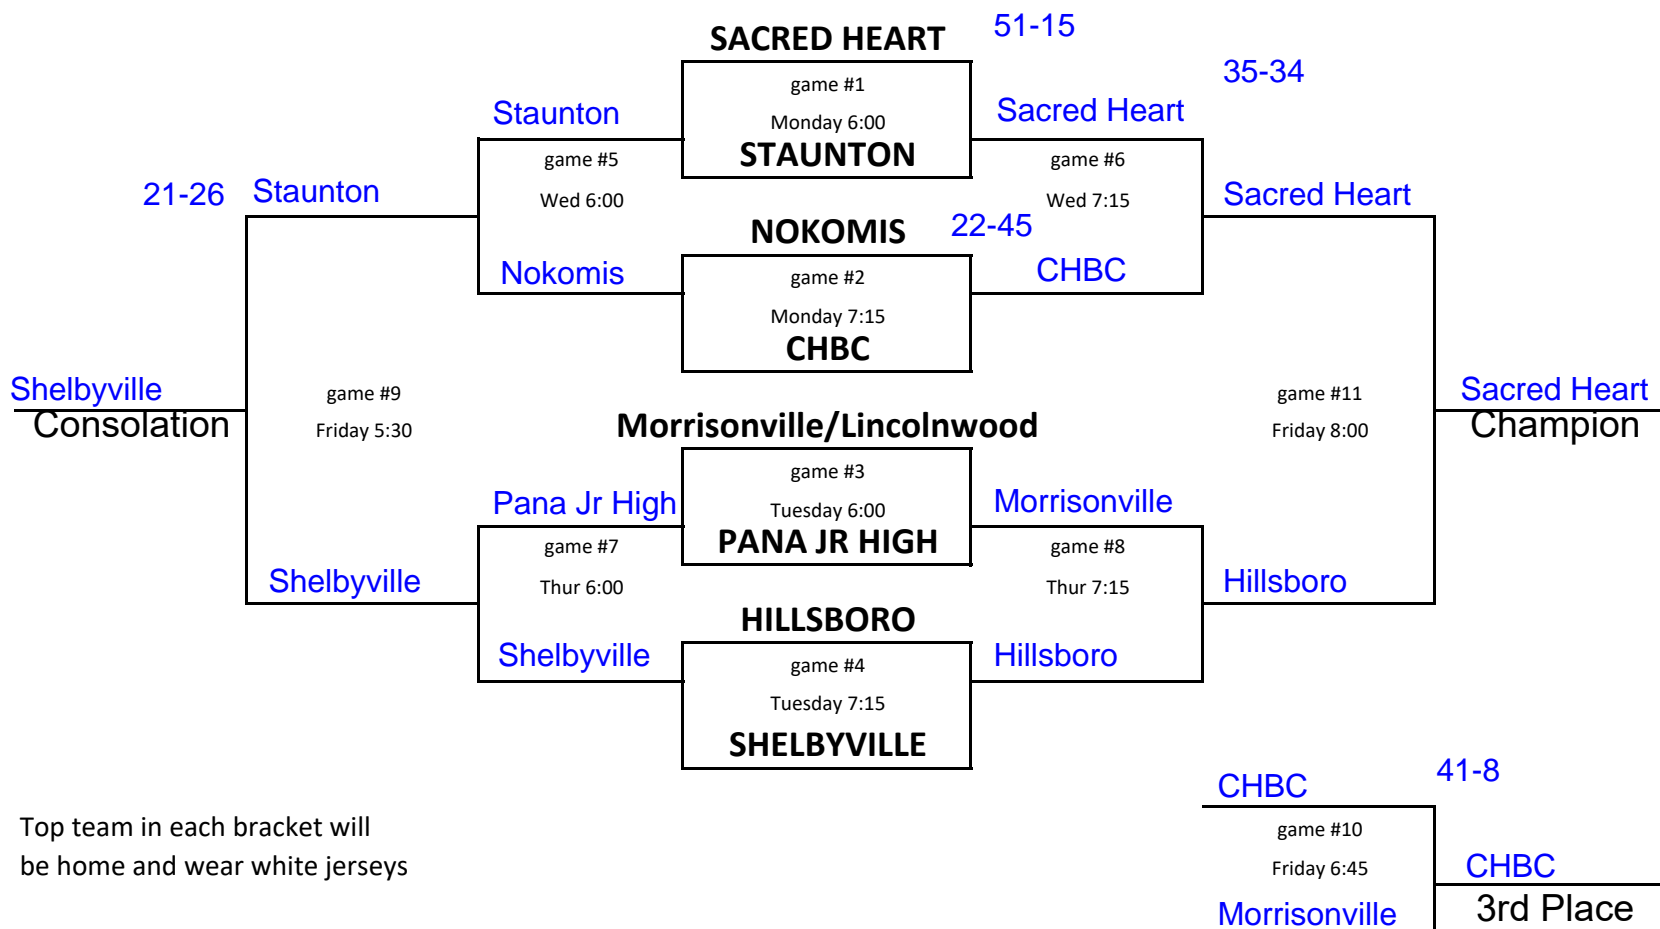 51-15
SACRED HEART
35-34
game #1
Staunton
Sacred Heart
Monday 6:00
STAUNTON
game #5
game #6
21-26
Staunton
Wed 6:00
Wed 7:15
Sacred Heart
NOKOMIS
22-45
Nokomis
game #2
CHBC
Monday 7:15
CHBC
Shelbyville
game #9
game #11
Sacred Heart
Consolation
Friday 5:30
Morrisonville/Lincolnwood
Friday 8:00
Champion
game #3
Pana Jr High
Morrisonville
Tuesday 6:00
PANA JR HIGH
game #7
game #8
Shelbyville
Thur 6:00
Thur 7:15
Hillsboro
HILLSBORO
Shelbyville
game #4
Hillsboro
Tuesday 7:15
SHELBYVILLE
CHBC
41-8
Top team in each bracket will
be home and wear white jerseys
game #10
Friday 6:45
CHBC
Morrisonville
3rd Place